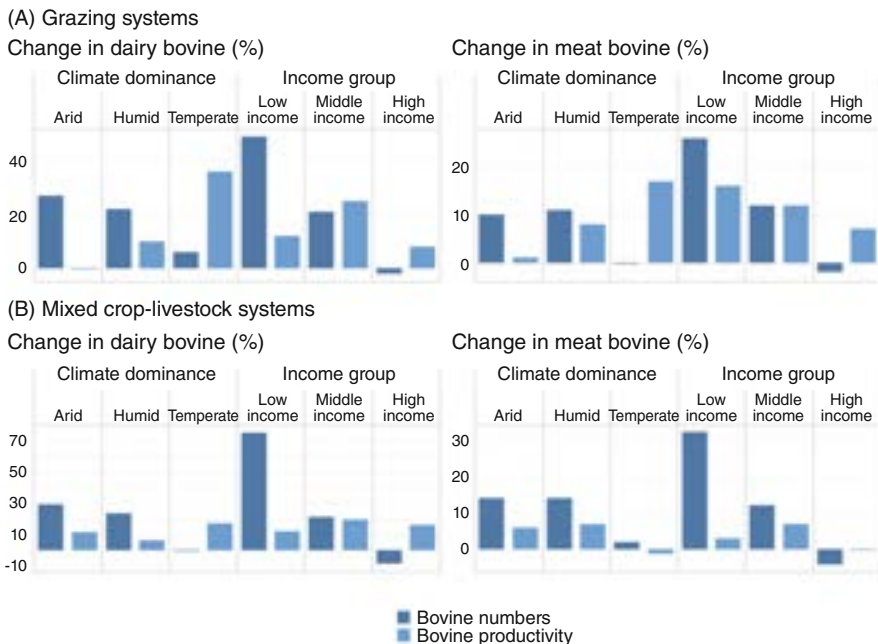 (A) Grazing systems
Change in dairy bovine (%)
Climate dominance Income group
Arid Humid Temperate Low income Middle income High income
40
20
0
Change in meat bovine (%)
Climate dominance Income group
Arid Humid Temperate Low income Middle income High income
20
10
0
(B) Mixed crop-livestock systems
Change in dairy bovine (%)
Climate dominance Income group
Arid Humid Temperate Low income Middle income High income
70
50
30
10
-10
Change in meat bovine (%)
Climate dominance Income group
Arid Humid Temperate Low income Middle income High income
30
20
10
0
Bovine numbers
Bovine productivity